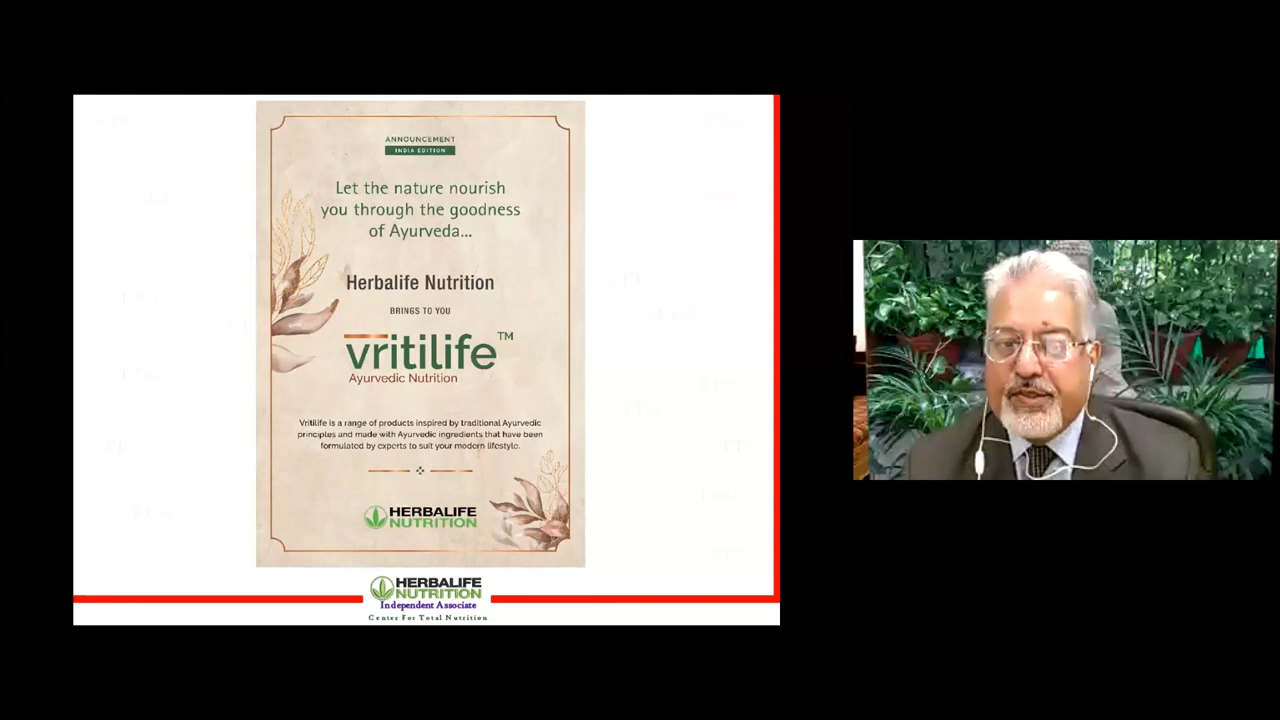 ANNOUNCEMENT
INDIA EDITION
Let the nature nourish
you through the goodness
of Ayurveda...
Herbalife Nutrition
BRINGS TO YOU
vritilife™
Ayurvedic Nutrition
Vritilife is a range of products inspired by traditional Ayurvedic
principles and made with Ayurvedic ingredients that have been
formulated by experts to suit your modern lifestyle.
HERBALIFE
NUTRITION
HERBALIFE
NUTRITION
Independent Associate
Center For Total Nutrition